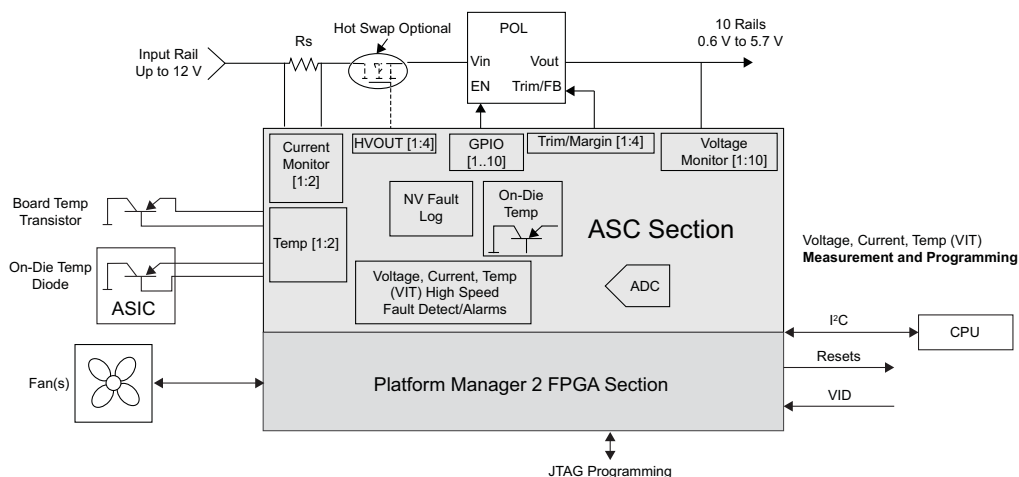 Hot Swap Optional
POL
10 Rails
0.6 V to 5.7 V
Input Rail
Up to 12 V
Rs
Vin
Vout
EN
Trim/FB
Current
Monitor
[1:2]
HVOUT [1:4]
GPIO
[1..10]
Trim/Margin [1:4]
Voltage
Monitor [1:10]
Board Temp
Transistor
NV Fault
Log
On-Die
Temp
ASC Section
Temp [1:2]
On-Die Temp
Diode
ASIC
Voltage, Current, Temp
(VIT) High Speed
Fault Detect/Alarms
ADC
Voltage, Current, Temp (VIT)
Measurement and Programming
I²C
CPU
Resets
VID
Fan(s)
Platform Manager 2 FPGA Section
JTAG Programming